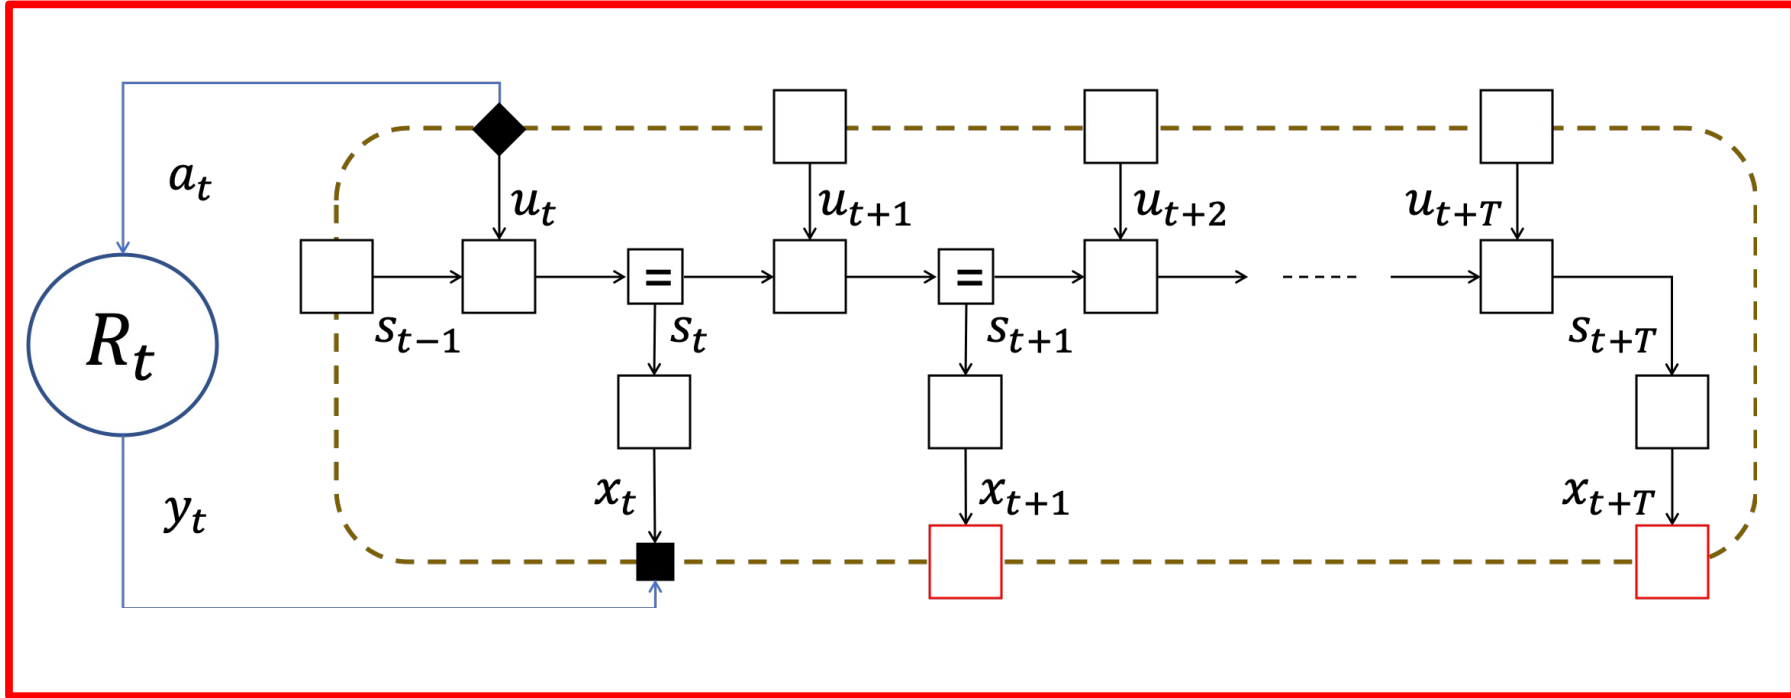 a_t
u_t
u_{t+1}
u_{t+2}
u_{t+T}
R_t
=
=
s_{t-1}
s_t
s_{t+1}
s_{t+T}
y_t
x_t
x_{t+1}
x_{t+T}